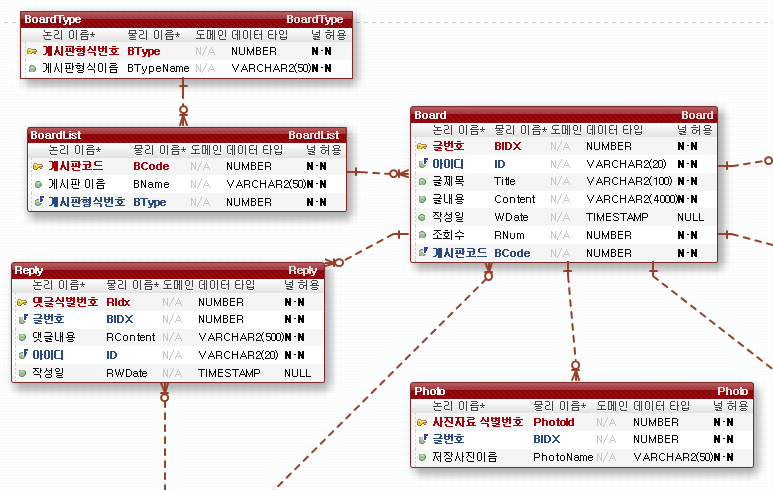 BoardType BoardType
논리 이름* 물리 이름* 도메인 데이터 타입 널 허용
게시판형식번호 BType N/A NUMBER N-N
게시판형식이름 BTypeName N/A VARCHAR2(50) N-N
BoardList BoardList
논리 이름* 물리 이름* 도메인 데이터 타입 널 허용
게시판코드 BCode N/A NUMBER N-N
게시판 이름 BName N/A VARCHAR2(50) N-N
게시판형식번호 BType N/A NUMBER N-N
Board Board
논리 이름* 물리 이름* 도메인 데이터 타입 널 허용
글번호 BIDX N/A NUMBER N-N
아이디 ID N/A VARCHAR2(20) N-N
글제목 Title N/A VARCHAR2(100) N-N
글내용 Content N/A VARCHAR2(4000) N-N
작성일 WDate N/A TIMESTAMP NULL
조회수 RNum N/A NUMBER N-N
게시판코드 BCode N/A NUMBER N-N
Reply Reply
논리 이름* 물리 이름* 도메인 데이터 타입 널 허용
댓글식별번호 RIdx N/A NUMBER N-N
글번호 BIDX N/A NUMBER N-N
댓글내용 RContent N/A VARCHAR2(500) N-N
아이디 ID N/A VARCHAR2(20) N-N
작성일 RWDate N/A TIMESTAMP NULL
Photo Photo
논리 이름* 물리 이름* 도메인 데이터 타입 널 허용
사진자료 식별번호 PhotoId N/A NUMBER N-N
글번호 BIDX N/A NUMBER N-N
저장사진이름 PhotoName N/A VARCHAR2(50) N-N